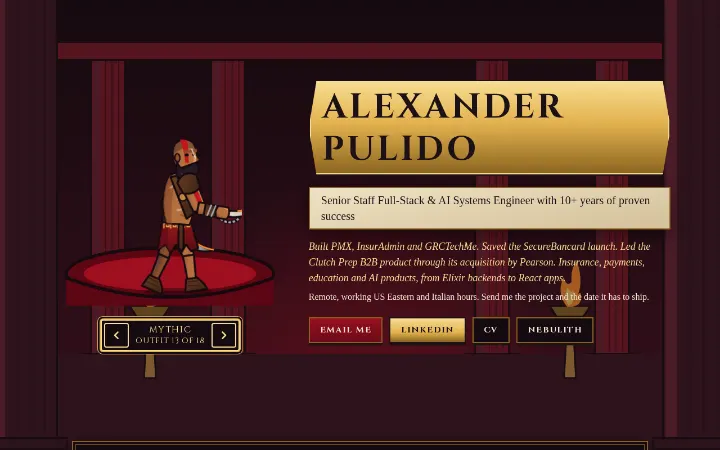 ALEXANDER
PULIDO
Senior Staff Full-Stack & AI Systems Engineer with 10+ years of proven
success
Built PMX, InsurAdmin and GRCTechMe. Saved the SecureBancard launch. Led the
Clutch Prep B2B product through its acquisition by Pearson. Insurance, payments,
education and AI products, from Elixir backends to React apps.
Remote, working US Eastern and Italian hours. Send me the project and the date it has to ship.
EMAIL ME
LINKEDIN
CV
NEBULITH
MYTHIC
OUTFIT 13 OF 18